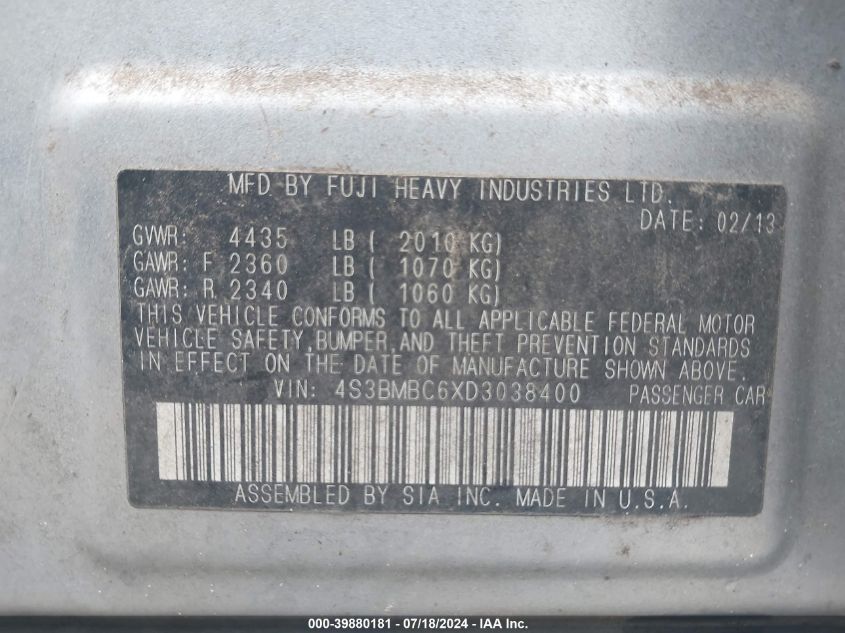 MFD BY FUJI HEAVY INDUSTRIES LTD.
DATE: 02/13
GVWR: 4435 LB ( 2010 KG)
GAWR: F 2360 LB ( 1070 KG)
GAWR: R 2340 LB ( 1060 KG)
THIS VEHICLE CONFORMS TO ALL APPLICABLE FEDERAL MOTOR
VEHICLE SAFETY, BUMPER, AND THEFT PREVENTION STANDARDS
IN EFFECT ON THE DATE OF MANUFACTURE SHOWN ABOVE.
VIN: 4S3BMBC6XD3038400 PASSENGER CAR
ASSEMBLED BY SIA INC. MADE IN U.S.A.
000-39880181 - 07/18/2024 - IAA Inc.